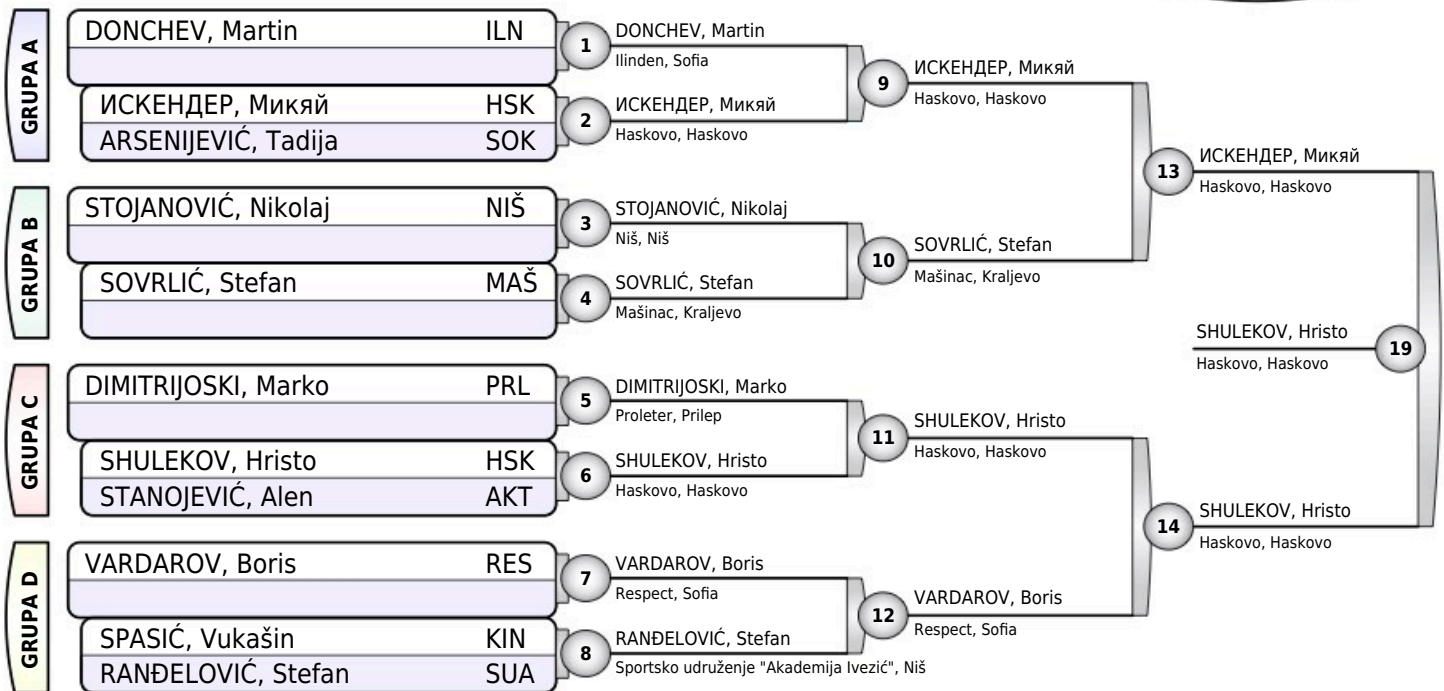 GRUPA A
DONCHEV, Martin ILN
ИСКЕНДЕР, Микяй HSK
ARSENIJEVIĆ, Tadija SOK
1
DONCHEV, Martin
Ilinden, Sofia
2
ИСКЕНДЕР, Микяй
Haskovo, Haskovo
9
ИСКЕНДЕР, Микяй
Haskovo, Haskovo
GRUPA B
STOJANOVIĆ, Nikolaj NIŠ
SOVRLIĆ, Stefan MAŠ
3
STOJANOVIĆ, Nikolaj
Niš, Niš
4
SOVRLIĆ, Stefan
Mašinac, Kraljevo
10
SOVRLIĆ, Stefan
Mašinac, Kraljevo
13
ИСКЕНДЕР, Микяй
Haskovo, Haskovo
GRUPA C
DIMITRIJOSKI, Marko PRL
SHULEKOV, Hristo HSK
STANOJEVIĆ, Alen AKT
5
DIMITRIJOSKI, Marko
Proleter, Prilep
6
SHULEKOV, Hristo
Haskovo, Haskovo
11
SHULEKOV, Hristo
Haskovo, Haskovo
GRUPA D
VARDAROV, Boris RES
SPASIĆ, Vukašin KIN
RANĐELOVIĆ, Stefan SUA
7
VARDAROV, Boris
Respect, Sofia
8
RANĐELOVIĆ, Stefan
Sportsko udruženje "Akademija Ivezić", Niš
12
VARDAROV, Boris
Respect, Sofia
14
SHULEKOV, Hristo
Haskovo, Haskovo
SHULEKOV, Hristo
Haskovo, Haskovo
19